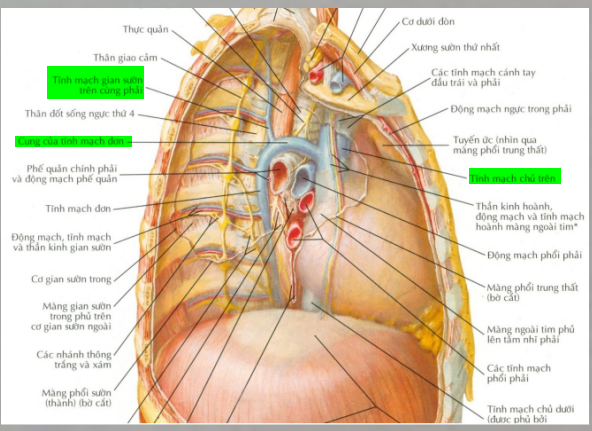 Thực quản
Thân giao cảm
Tĩnh mạch gian sườn
trên cùng phải
Thân đốt sống ngực thứ 4
Cung của tĩnh mạch đơn
Phế quản chính phải
và động mạch phế quản
Tĩnh mạch đơn
Động mạch, tĩnh mạch
và thần kinh gian sườn
Cơ gian sườn trong
Màng gian sườn
trong phủ trên
cơ gian sườn ngoài
Các nhánh thông
trắng và xám
Màng phổi sườn
(thành) (bờ cắt)
Cơ dưới đòn
Xương sườn thứ nhất
Các tĩnh mạch cánh tay
đầu trái và phải
Động mạch ngực trong phải
Tuyến ức (nhìn qua
màng phổi trung thất)
Tĩnh mạch chủ trên
Thần kinh hoành,
động mạch và tĩnh mạch
hoành màng ngoài tim*
Động mạch phổi phải
Màng phổi trung thất
(bờ cắt)
Màng ngoài tim phủ
lên tâm nhĩ phải
Các tĩnh mạch
phổi phải
Tĩnh mạch chủ dưới
(được phủ bởi